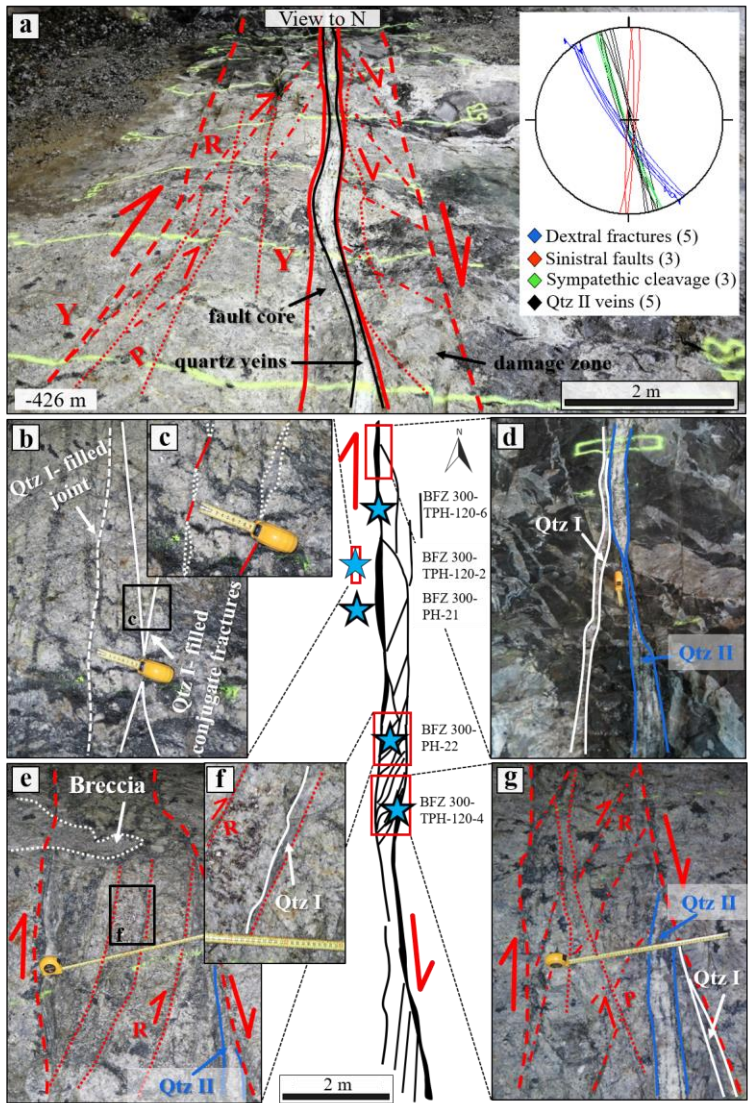 a
View to N
R
Y
Y
P
fault core
quartz veins
damage zone
-426 m
2 m
Dextral fractures (5)
Sinistral faults (3)
Sympatethic cleavage (3)
Qtz II veins (5)
b
Qtz I- filled
joint
c
Qtz I- filled
conjugate fractures
c
N
BFZ 300-
TPH-120-6
BFZ 300-
TPH-120-2
BFZ 300-
PH-21
BFZ 300-
PH-22
BFZ 300-
TPH-120-4
2 m
d
Qtz I
Qtz II
e
Breccia
f
R
Qtz II
f
R
Qtz I
g
R
Qtz II
P
Qtz I